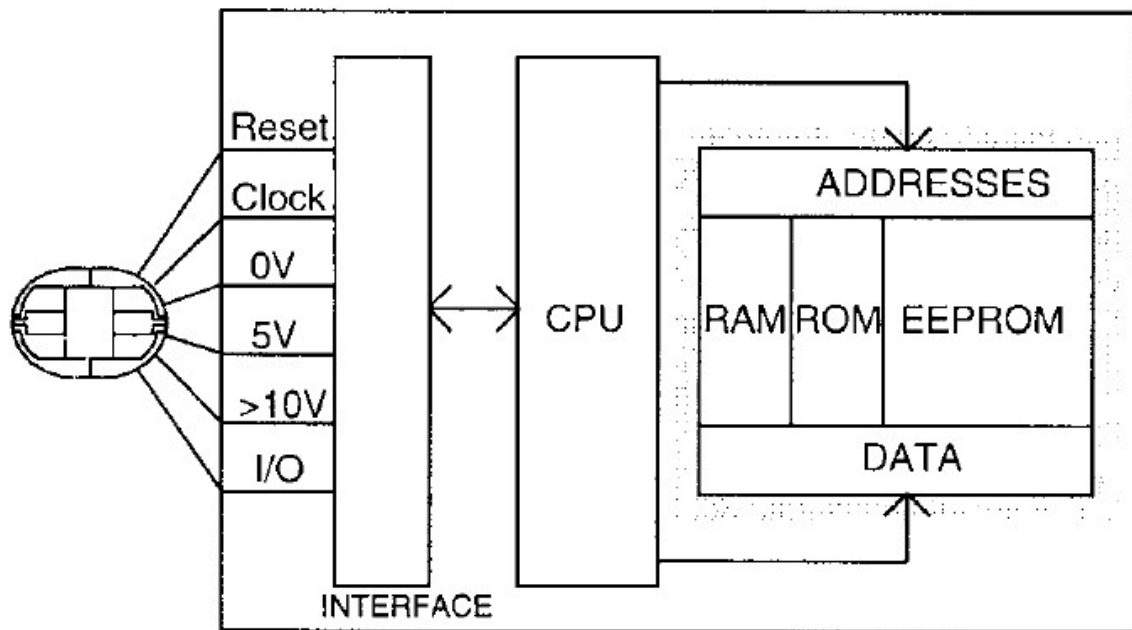 Reset
Clock
0V
5V
>10V
I/O
INTERFACE
CPU
ADDRESSES
RAM
ROM
EEPROM
DATA